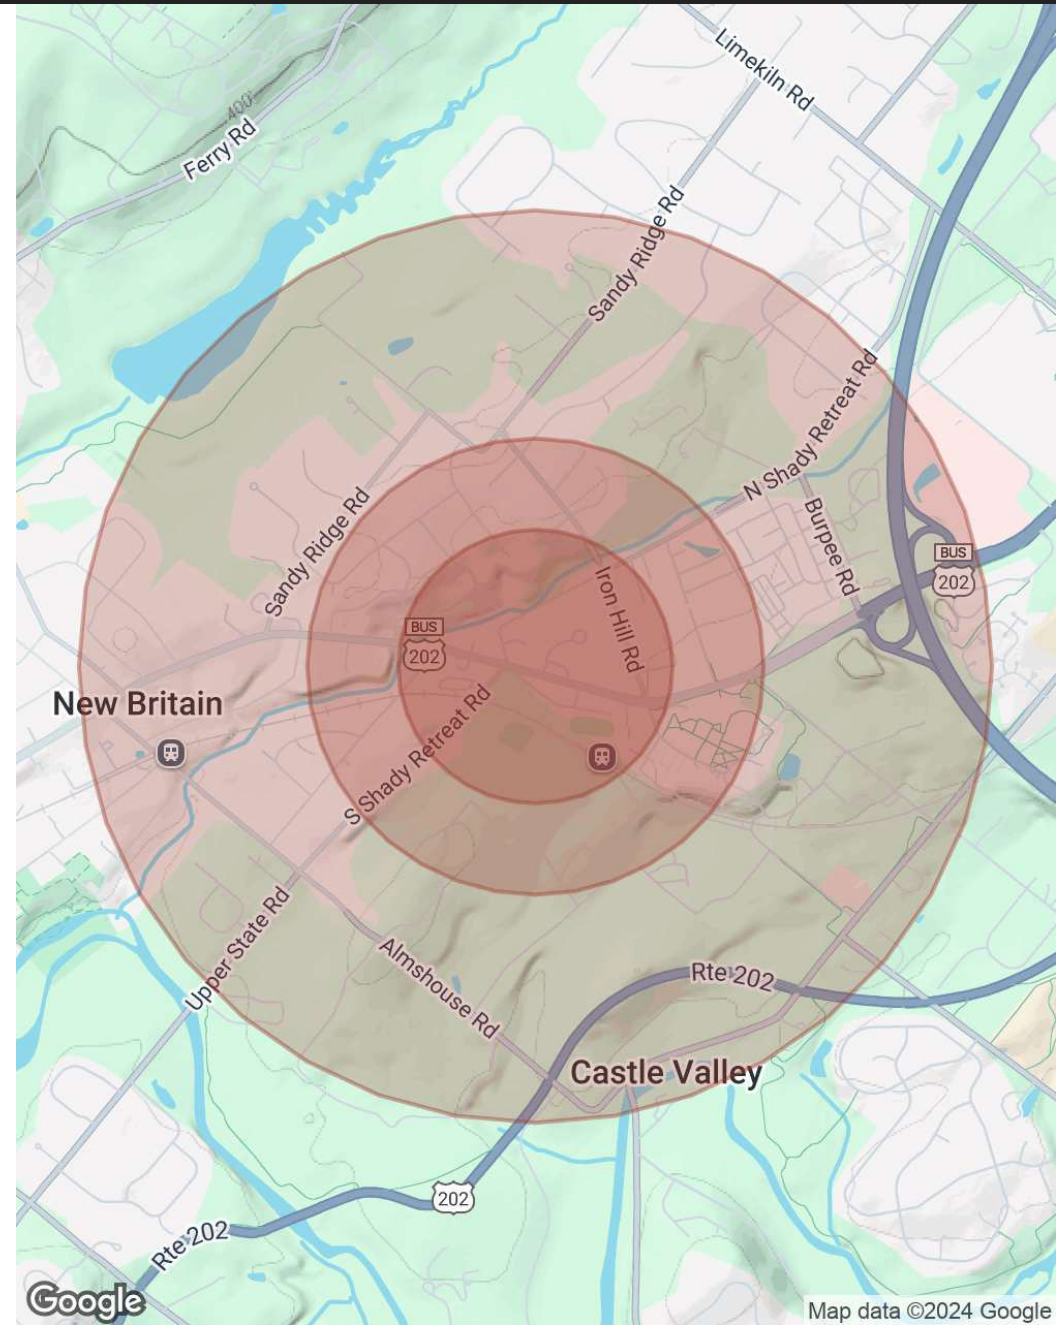 Limekiln Rd
400'
Ferry Rd
Sandy Ridge Rd
N Shady Retreat Rd
Sandy Ridge Rd
Burpee Rd
BUS
202
Iron Hill Rd
BUS
202
New Britain
S Shady Retreat Rd
Upper State Rd
Almshouse Rd
Rte 202
Castle Valley
202
Rte 202
Google
Map data ©2024 Google